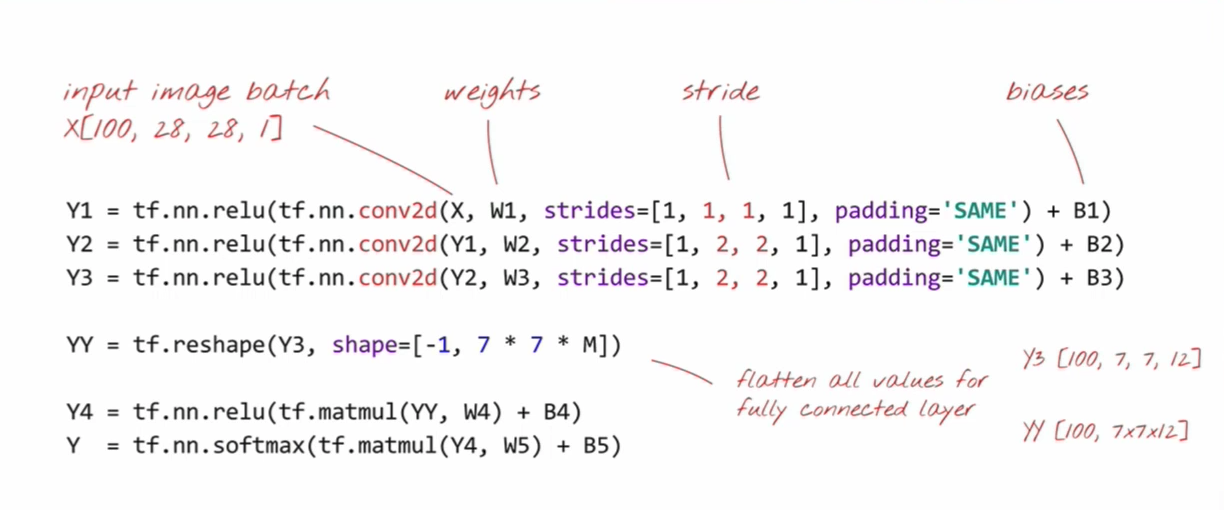 input image batch
X[100, 28, 28, 1]
weights
stride
biases
Y1 = tf.nn.relu(tf.nn.conv2d(X, W1, strides=[1, 1, 1, 1], padding='SAME') + B1)
Y2 = tf.nn.relu(tf.nn.conv2d(Y1, W2, strides=[1, 2, 2, 1], padding='SAME') + B2)
Y3 = tf.nn.relu(tf.nn.conv2d(Y2, W3, strides=[1, 2, 2, 1], padding='SAME') + B3)
YY = tf.reshape(Y3, shape=[-1, 7 * 7 * M])
flatten all values for
fully connected layer
Y3 [100, 7, 7, 12]
YY [100, 7x7x12]
Y4 = tf.nn.relu(tf.matmul(YY, W4) + B4)
Y = tf.nn.softmax(tf.matmul(Y4, W5) + B5)